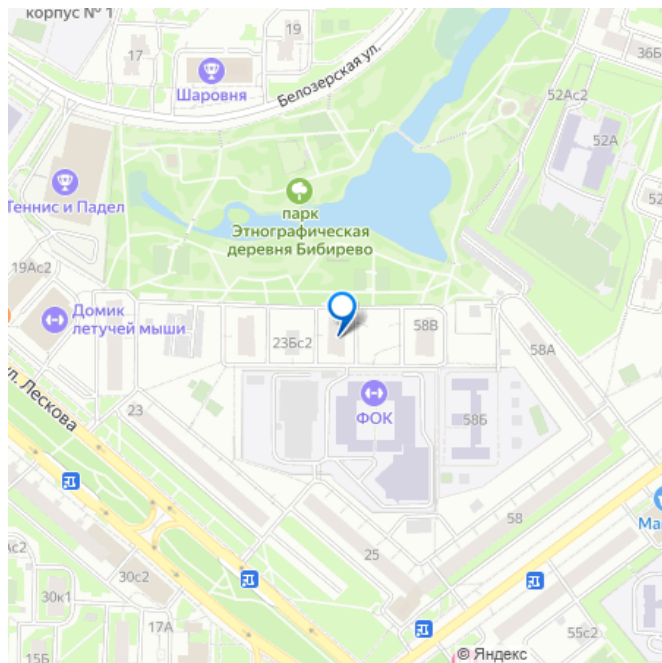 корпус № 1
19
17
36Б
Шаровня
Белозерская ул.
52Ас2
52А
Теннис и Падел
52
парк
Этнографическая
деревня Бибирево
19Ас2
Домик
летучей мыши
58В
23Бс2
58А
ул. Лескова
23
ФОК
58Б
58
Ма
25
Ас2
30с2
30к1
17А
55с2
15Б
© Яндекс